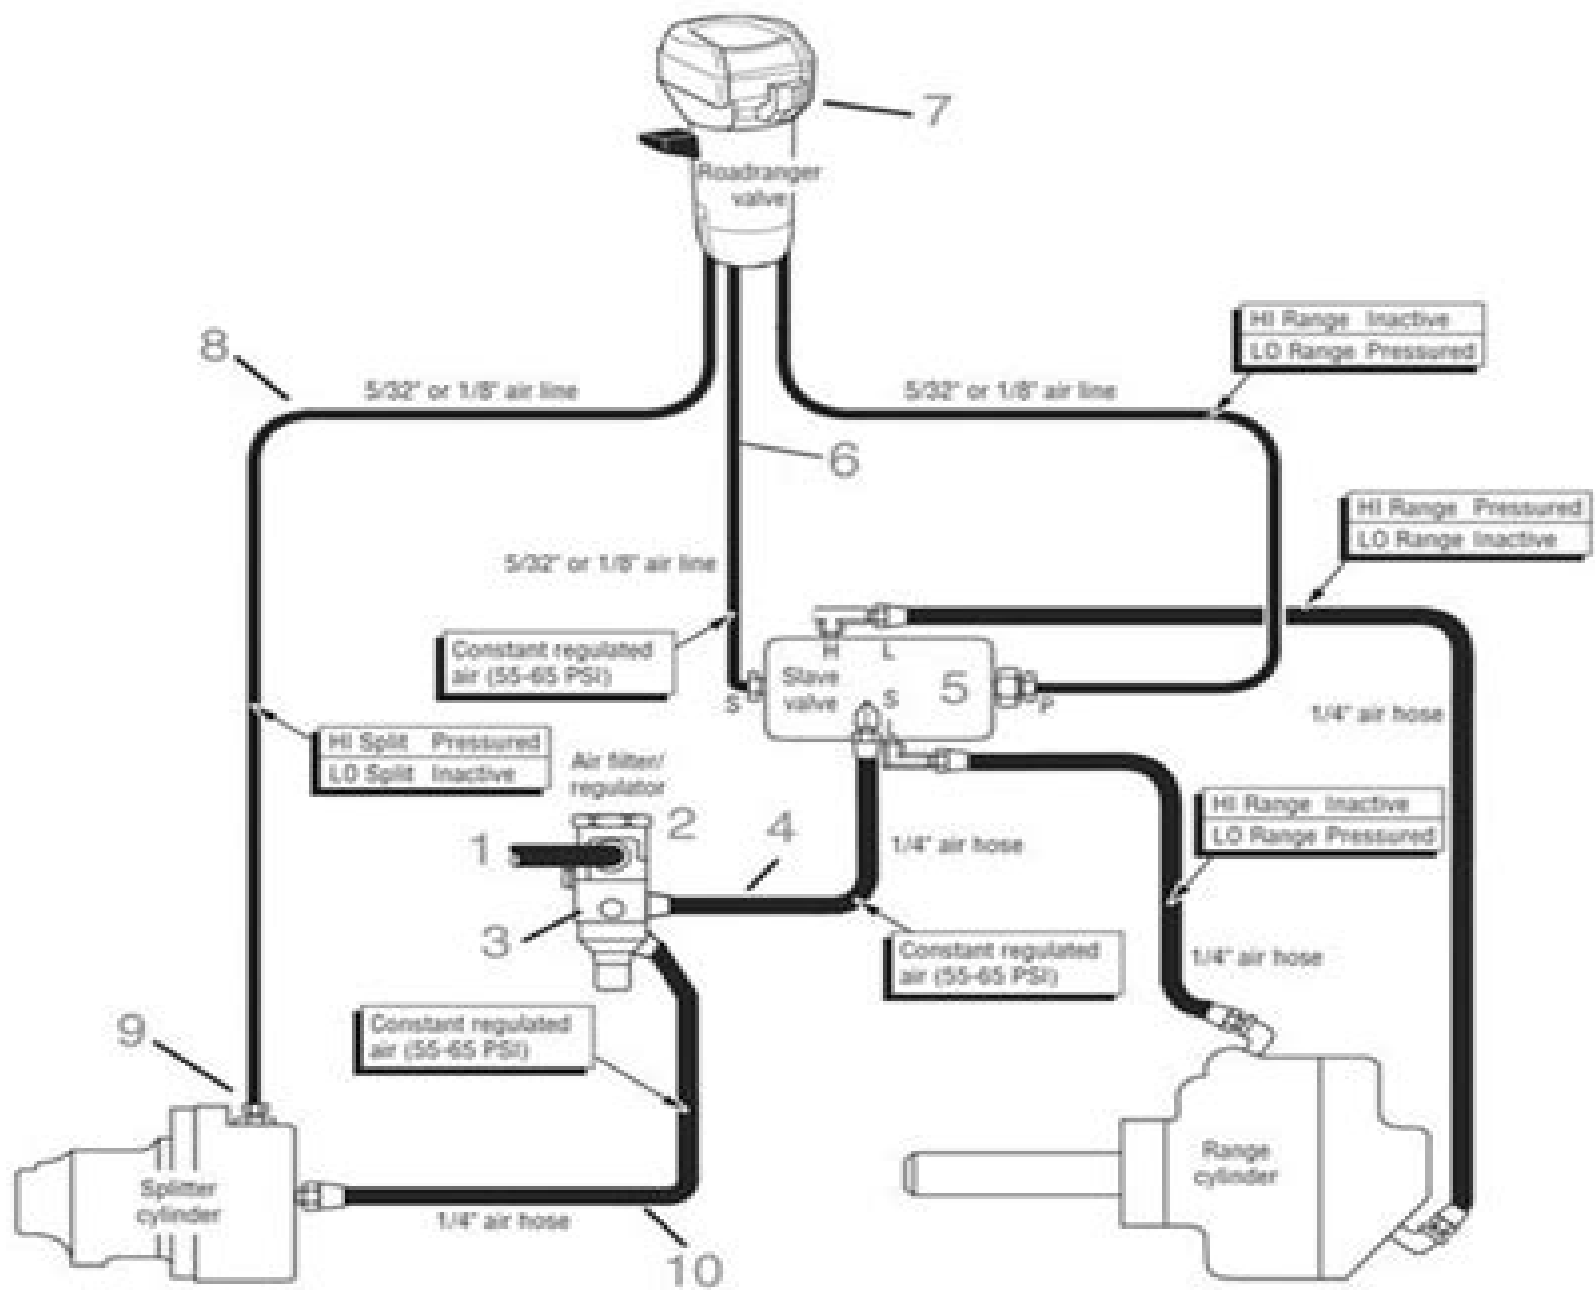 7
Roadranger
valve
HI Range Inactive
LO Range Pressured
8
5/32" or 1/8" air line
5/32" or 1/8" air line
6
HI Range Pressured
LO Range Inactive
5/32" or 1/8" air line
Constant regulated
air (55-65 PSI)
H L
Slave
valve
S
5
S
P
L
1/4" air hose
HI Split Pressured
LO Split Inactive
Air filter/
regulator
1
2
4
1/4" air hose
HI Range Inactive
LO Range Pressured
3
Constant regulated
air (55-65 PSI)
1/4" air hose
Constant regulated
air (55-65 PSI)
9
Splitter
cylinder
1/4" air hose
10
Range
cylinder